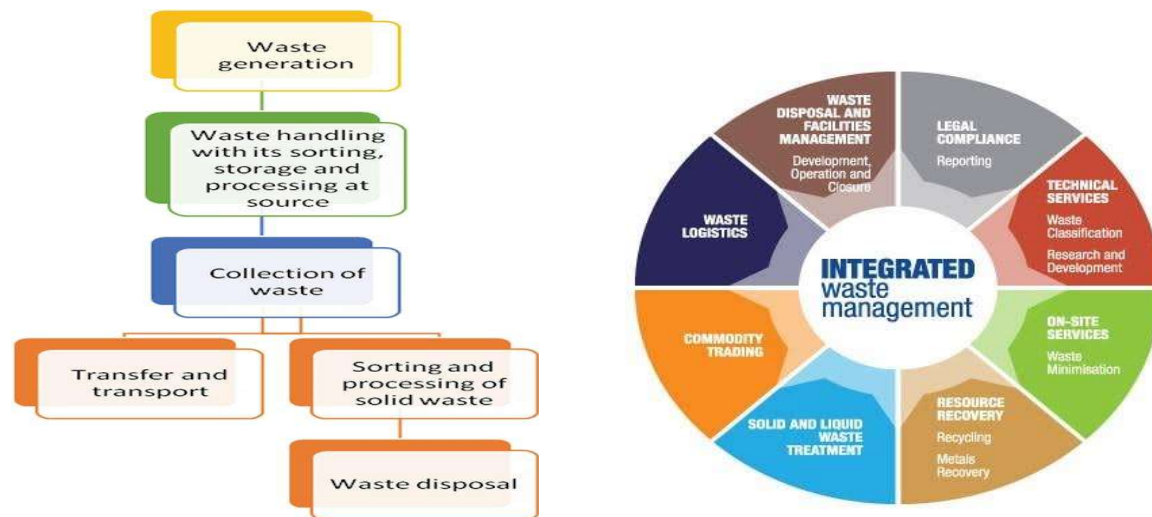 Waste
generation
Waste handling
with its sorting,
storage and
processing at
source
Collection of
waste
Transfer and
transport
Sorting and
processing of
solid waste
Waste disposal
WASTE
DISPOSAL AND
FACILITIES
MANAGEMENT
Development,
Operation and
Closure
LEGAL
COMPLIANCE
Reporting
TECHNICAL
SERVICES
Waste
Classification
Research and
Development
ON-SITE
SERVICES
Waste
Minimisation
RESOURCE
RECOVERY
Recycling
Metals
Recovery
SOLID AND LIQUID
WASTE
TREATMENT
COMMODITY
TRADING
WASTE
LOGISTICS
INTEGRATED
waste
management